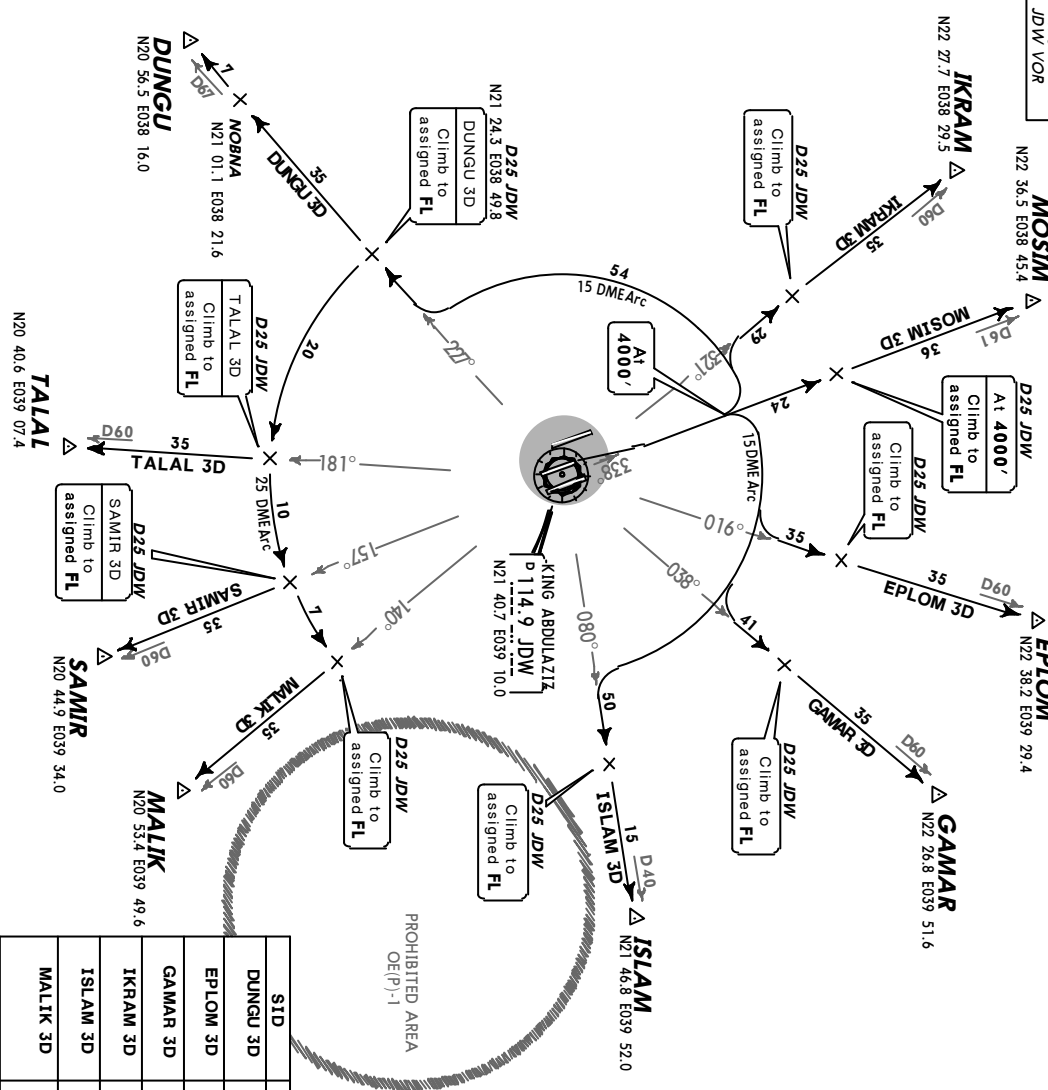 JDW VOR
IKRAM
N22 27.7 E038 29.5
MOSIM
N22 36.5 E038 45.4
EPLOM
N22 38.2 E039 29.4
GAMAR
N22 26.8 E039 51.6
D60
35
IKRAM 3D
D25 JDW
Climb to
assigned FL
29
321°
D61
MOSIM 3D
36
D25 JDW
At 4000'
Climb to
assigned FL
24
338°
At
4000'
D60
35
EPLOM 3D
D25 JDW
Climb to
assigned FL
35
016°
D60
35
GAMAR 3D
D25 JDW
Climb to
assigned FL
41
038°
15 DME Arc
54
15 DME Arc
KING ABDULAZIZ
D 114.9 JDW
N21 40.7 E039 10.0
080°
50
D25 JDW
Climb to
assigned FL
D40
15
ISLAM 3D
ISLAM
N21 46.8 E039 52.0
D25 JDW
N21 24.3 E038 49.8
DUNGU 3D
Climb to
assigned FL
227°
35
DUNGU 3D
NOBNA
N21 01.1 E038 21.6
7
D67
DUNGU
N20 56.5 E038 16.0
20
D25 JDW
TALAL 3D
Climb to
assigned FL
181°
D60
35
TALAL 3D
TALAL
N20 40.6 E039 07.4
10
25 DME Arc
157°
D25 JDW
SAMIR 3D
Climb to
assigned FL
SAMIR 3D
35
D60
SAMIR
N20 44.9 E039 34.0
7
140°
D25 JDW
Climb to
assigned FL
MALIK 3D
35
D60
MALIK
N20 53.4 E039 49.6
PROHIBITED AREA
OE(P)-1
SID
DUNGU 3D
EPLOM 3D
GAMAR 3D
IKRAM 3D
ISLAM 3D
MALIK 3D